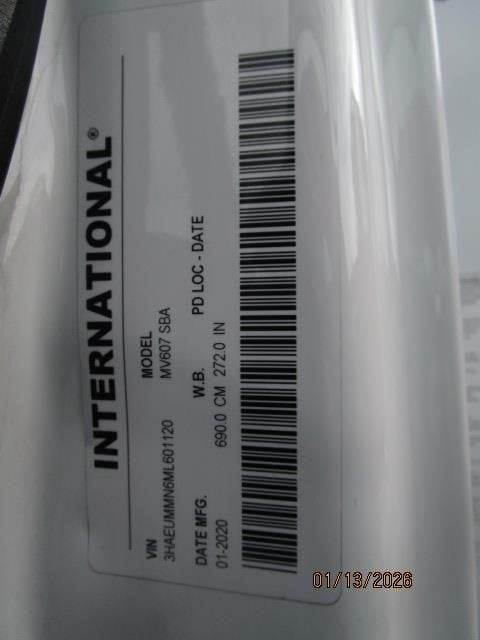 INTERNATIONAL®
VIN MODEL
3HAEUMMN6ML601120 MV607 SBA
DATE MFG. W.B. PD LOC - DATE
01-2020 690.0 CM 272.0 IN
01/13/2026